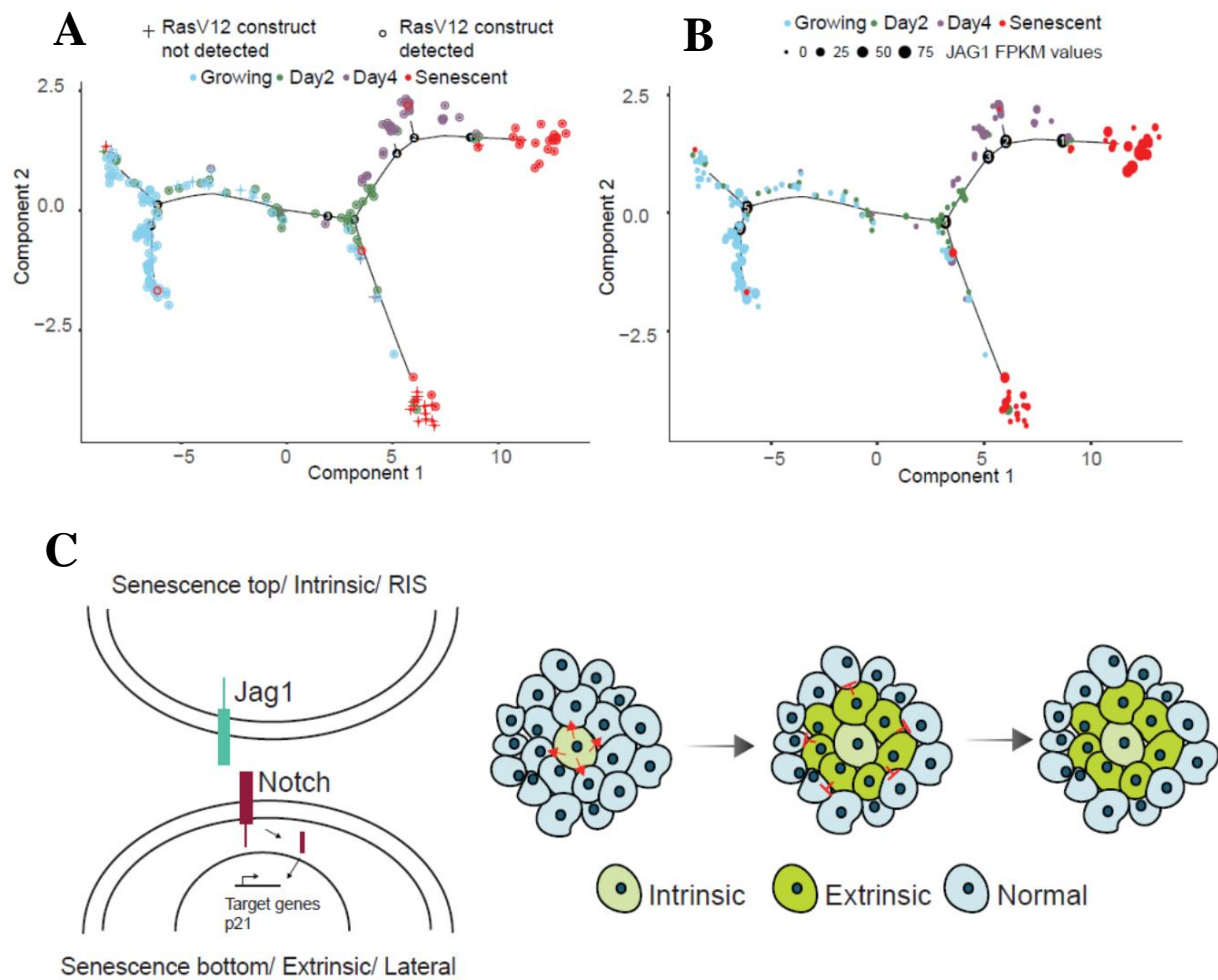 A
RasV12 construct
not detected
RasV12 construct
detected
Growing Day2 Day4 Senescent
2.5
0.0
−2.5
Component 2
−5 0 5 10
Component 1
B
Growing Day2 Day4 Senescent
0 25 50 75 JAG1 FPKM values
2.5
0.0
−2.5
Component 2
−5 0 5 10
Component 1
C
Senescence top/ Intrinsic/ RIS
Jag1
Notch
Target genes
p21
Senescence bottom/ Extrinsic/ Lateral
Intrinsic Extrinsic Normal